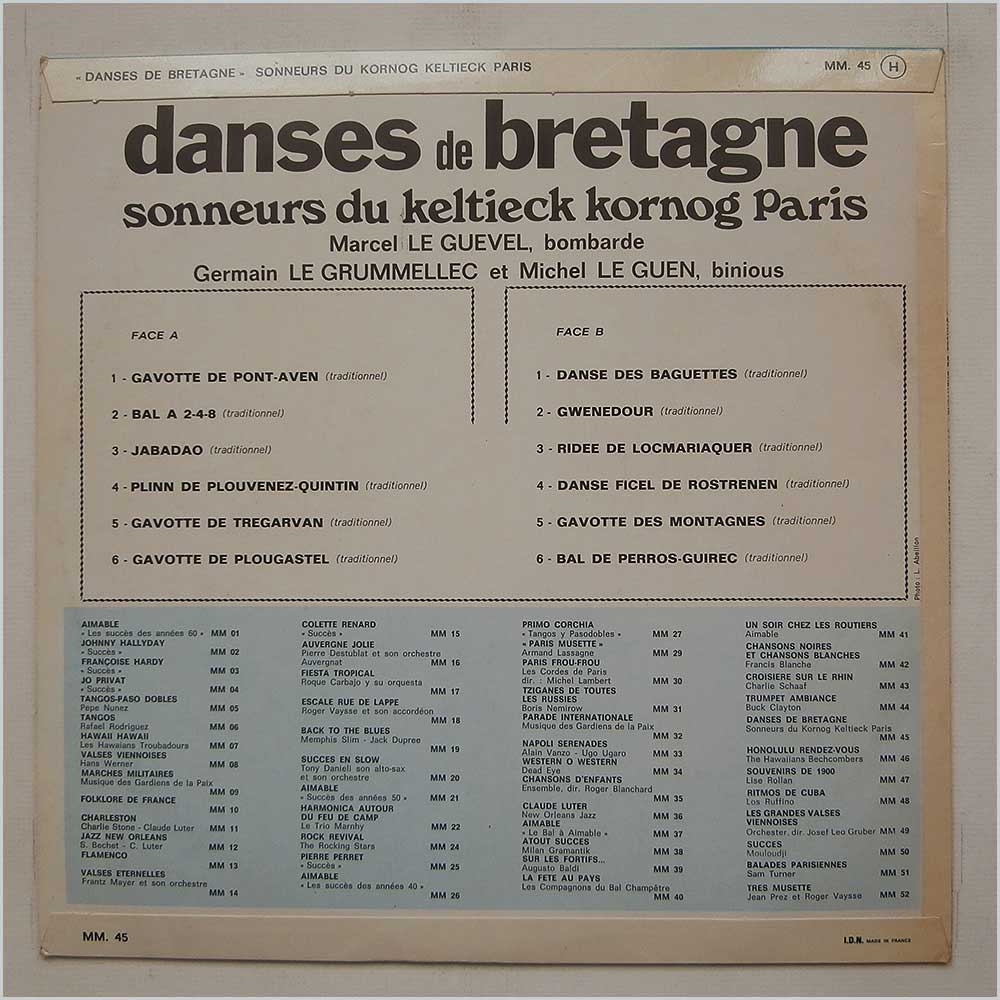 « DANSES DE BRETAGNE » SONNEURS DU KORNOG KELTIECK PARIS
MM. 45 H
danses de bretagne
sonneurs du keltieck kornog Paris
Marcel LE GUEVEL, bombarde
Germain LE GRUMMELLEC et Michel LE GUEN, binious
FACE A
1 - GAVOTTE DE PONT-AVEN (traditionnel)
2 - BAL A 2-4-8 (traditionnel)
3 - JABADAO (traditionnel)
4 - PLINN DE PLOUVENEZ-QUINTIN (traditionnel)
5 - GAVOTTE DE TREGARVAN (traditionnel)
6 - GAVOTTE DE PLOUGASTEL (traditionnel)
FACE B
1 - DANSE DES BAGUETTES (traditionnel)
2 - GWENEDOUR (traditionnel)
3 - RIDEE DE LOCMARIAQUER (traditionnel)
4 - DANSE FICEL DE ROSTRENEN (traditionnel)
5 - GAVOTTE DES MONTAGNES (traditionnel)
6 - BAL DE PERROS-GUIREC (traditionnel)
Photo : L. Abeillon
AIMABLE
« Les succès des années 60 » MM 01
JOHNNY HALLYDAY
« Succès » MM 02
FRANÇOISE HARDY
« Succès » MM 03
JO PRIVAT
« Succès » MM 04
TANGOS-PASO DOBLES
Pepe Nunez MM 05
TANGOS
Rafael Rodriguez MM 06
HAWAII HAWAII
Les Hawaïans Troubadours MM 07
VALSES VIENNOISES
Hans Werner MM 08
MARCHES MILITAIRES
Musique des Gardiens de la Paix
MM 09
FOLKLORE DE FRANCE
MM 10
CHARLESTON
Charlie Stone - Claude Luter MM 11
JAZZ NEW ORLEANS
S. Bechet - C. Luter MM 12
FLAMENCO
MM 13
VALSES ETERNELLES
Frantz Mayer et son orchestre
MM 14
COLETTE RENARD
« Succès » MM 15
AUVERGNE JOLIE
Pierre Destublat et son orchestre
Auvergnat MM 16
FIESTA TROPICAL
Roque Carbajo y su orquesta
MM 17
ESCALE RUE DE LAPPE
Roger Vaysse et son accordéon
MM 18
BACK TO THE BLUES
Memphis Slim - Jack Dupree
MM 19
SUCCES EN SLOW
Tony Danieli son alto-sax
et son orchestre MM 20
AIMABLE
« Succès des années 50 » MM 21
HARMONICA AUTOUR
DU FEU DE CAMP
Le Trio Marnhy MM 22
ROCK REVIVAL
The Rocking Stars MM 24
PIERRE PERRET
« Succès » MM 25
AIMABLE
« Les succès des années 40 »
MM 26
PRIMO CORCHIA
« Tangos y Pasodobles » MM 27
« PARIS MUSETTE »
Armand Lassagne MM 29
PARIS FROU-FROU
Les Cordes de Paris
dir. : Michel Lambert MM 30
TZIGANES DE TOUTES
LES RUSSIES
Boris Nemirow MM 31
PARADE INTERNATIONALE
Musique des Gardiens de la Paix
MM 32
NAPOLI SERENADES
Alain Vanzo - Ugo Ugaro MM 33
WESTERN O WESTERN
Dead Eye MM 34
CHANSONS D'ENFANTS
Ensemble, dir. Roger Blanchard
MM 35
CLAUDE LUTER
New Orleans Jazz MM 36
AIMABLE
« Le Bal à Aimable » MM 37
ATOUT SUCCES
Milan Gramantik MM 38
SUR LES FORTIFS...
Augusto Baldi MM 39
LA FETE AU PAYS
Les Compagnons du Bal Champêtre
MM 40
UN SOIR CHEZ LES ROUTIERS
Aimable MM 41
CHANSONS NOIRES
ET CHANSONS BLANCHES
Francis Blanche MM 42
CROISIERE SUR LE RHIN
Charlie Schaaf MM 43
TRUMPET AMBIANCE
Buck Clayton MM 44
DANSES DE BRETAGNE
Sonneurs du Kornog Keltieck Paris
MM 45
HONOLULU RENDEZ-VOUS
The Hawaiians Bechcombers MM 46
SOUVENIRS DE 1900
Lise Rollan MM 47
RITMOS DE CUBA
Los Ruffino MM 48
LES GRANDES VALSES
VIENNOISES
Orchester, dir. Josef Leo Gruber MM 49
SUCCES
Mouloudji MM 50
BALADES PARISIENNES
Sam Turner MM 51
TRES MUSETTE
Jean Prez et Roger Vaysse MM 52
MM. 45
I.D.N. MADE IN FRANCE